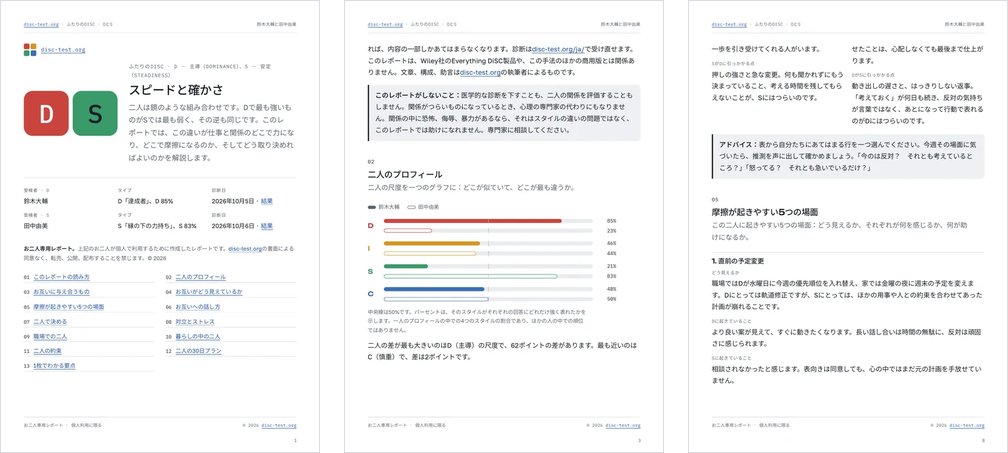 disc-test.org · ふたりのDISC · DとS
鈴木大輔と田中由美
disc-test.org
ふたりのDISC · D — 主導 (DOMINANCE)、S — 安定
(STEADINESS)
スピードと確かさ
D
S
二人は鏡のような組み合わせです。Dで最も強いも
のがSでは最も弱く、その逆も同じです。このレ
ポートでは、この違いが仕事と関係のどこで力にな
り、どこで摩擦になるのか、そしてどう取り決めれ
ばよいのかを解説します。
受検者 · D
タイプ
診断日
鈴木大輔
D「達成者」、D 85%
2026年10月5日 · 結果
受検者 · S
タイプ
診断日
田中由美
S「縁の下の力持ち」、S 83%
2026年10月6日 · 結果
お二人専用レポート。上記のお二人が個人で利用するために作成したレポートです。disc-test.orgの書面による
同意なく、転売、公開、配布することを禁じます。© 2026
01 このレポートの読み方
02 二人のプロフィール
03 お互いに与え合うもの
04 お互いがどう見えているか
05 摩擦が起きやすい5つの場面
06 お互いへの話し方
07 二人で決める
08 対立とストレス
09 職場での二人
10 暮らしの中の二人
11 二人の約束
12 二人の30日プラン
13 1枚でわかる要点
お二人専用レポート · 個人利用に限る
© 2026 disc-test.org
1
disc-test.org · ふたりのDISC · DとS
鈴木大輔と田中由美
れば、内容の一部しかあてはまらなくなります。診断はdisc-test.org/ja/で受け直せます。
このレポートは、Wiley社のEverything DiSC製品や、この手法のほかの商用版とは関係あ
りません。文章、構成、助言はdisc-test.orgの執筆者によるものです。
このレポートがしないこと：医学的な診断を下すことも、二人の関係を評価することも
しません。関係がつらいものになっているとき、心理の専門家の代わりにもなりませ
ん。関係の中に恐怖、侮辱、暴力があるなら、それはスタイルの違いの問題ではなく、
このレポートでは助けになれません。専門家に相談してください。
02
二人のプロフィール
二人の尺度を一つのグラフに：どこが似ていて、どこが最も違うか。
鈴木大輔
田中由美
D
85%
23%
I
46%
44%
S
21%
83%
C
48%
50%
中央線は50%です。パーセントは、そのスタイルがそれぞれの回答にどれだけ強く表れたかを
示します。一人のプロフィールの中での4つのスタイルの割合であり、ほかの人の中での順位
ではありません。
二人の差が最も大きいのはD（主導）の尺度で、62ポイントの差があります。最も近いのは
C（慎重）で、差は2ポイントです。
お二人専用レポート · 個人利用に限る
© 2026 disc-test.org
3
disc-test.org · ふたりのDISC · DとS
鈴木大輔と田中由美
一歩を引き受けてくれる人がいます。
SがDに引っかかる点
押しの強さと急な変更。何も聞かれずにもう
決まっていること、考える時間を残してもら
えないことが、Sにはつらいのです。
せたことは、心配しなくても最後まで仕上が
ります。
DがSに引っかかる点
動き出しの遅さと、はっきりしない返事。
「考えておく」が何日も続き、反対の気持ち
が言葉ではなく、あとになって行動で表れる
のがDにはつらいのです。
アドバイス：表から自分たちにあてはまる行を一つ選んでください。今週その場面に気
づいたら、推測を声に出して確かめましょう。「今のは反対？　それとも考えているとこ
ろ？」「怒ってる？　それとも急いでいるだけ？」
05
摩擦が起きやすい5つの場面
この二人に起きやすい5つの場面：どう見えるか、それぞれが何を感じるか、何が助
けになるか。
1. 直前の予定変更
どう見えるか
職場ではDが水曜日に今週の優先順位を入れ替え、家では金曜の夜に週末の予定を変えま
す。Dにとっては軌道修正ですが、Sにとっては、ほかの用事や人との約束を合わせてあった
計画が崩れることです。
Dに起きていること
より良い案が見えて、すぐに動きたくなります。長い話し合いは時間の無駄に、反対は頑固
さに感じられます。
Sに起きていること
相談されなかったと感じます。表向きは同意しても、心の中ではまだ元の計画を手放せてい
ません。
お二人専用レポート · 個人利用に限る
© 2026 disc-test.org
8